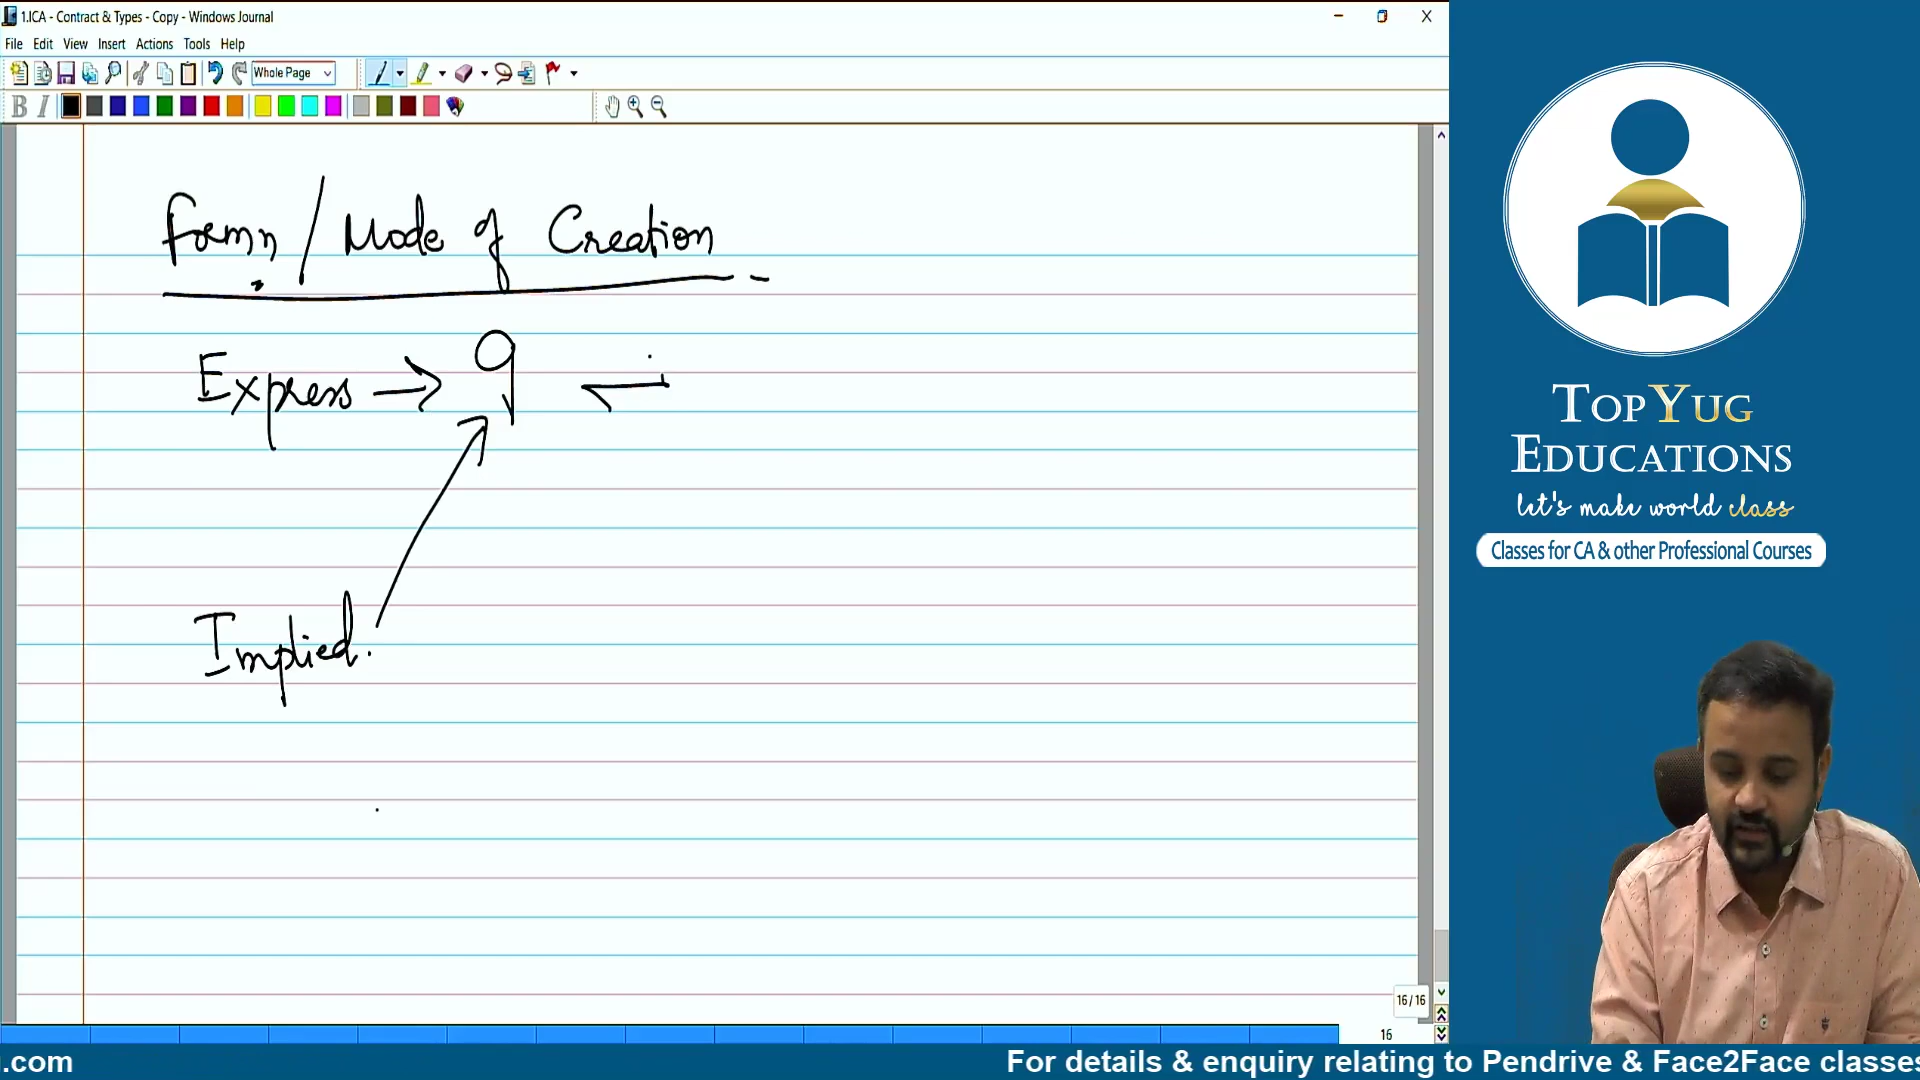 1.ICA - Contract & Types - Copy - Windows Journal
File Edit View Insert Actions Tools Help
Whole Page
B I
Formn / Mode of Creation
Express → 9 ←
Implied.
16 / 16
16
TOPYUG
EDUCATIONS
let's make world class
Classes for CA & other Professional Courses
.com For details & enquiry relating to Pendrive & Face2Face classes